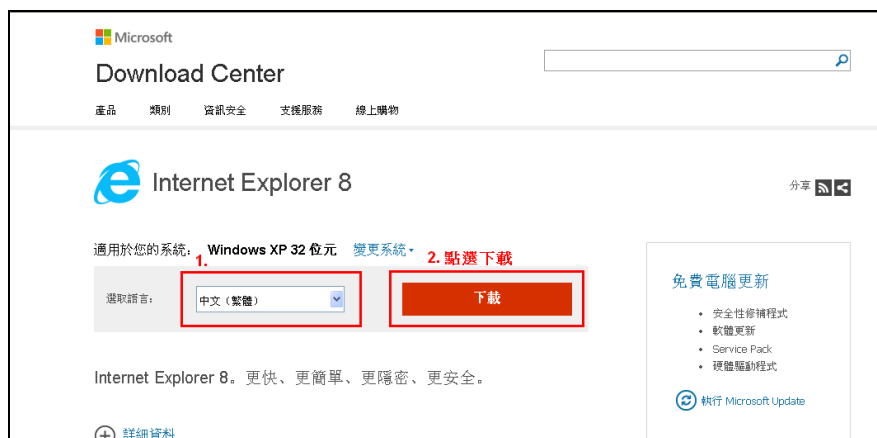 Microsoft
Download Center
產品 類別 資訊安全 支援服務 線上購物
Internet Explorer 8
分享
適用於您的系統: Windows XP 32 位元 變更系統
1.
2. 點選下載
選取語言:
中文 (繁體)
下載
Internet Explorer 8。更快、更簡單、更隱密、更安全。
詳細資料
免費電腦更新
• 安全性修補程式
• 軟體更新
• Service Pack
• 硬體驅動程式
執行 Microsoft Update